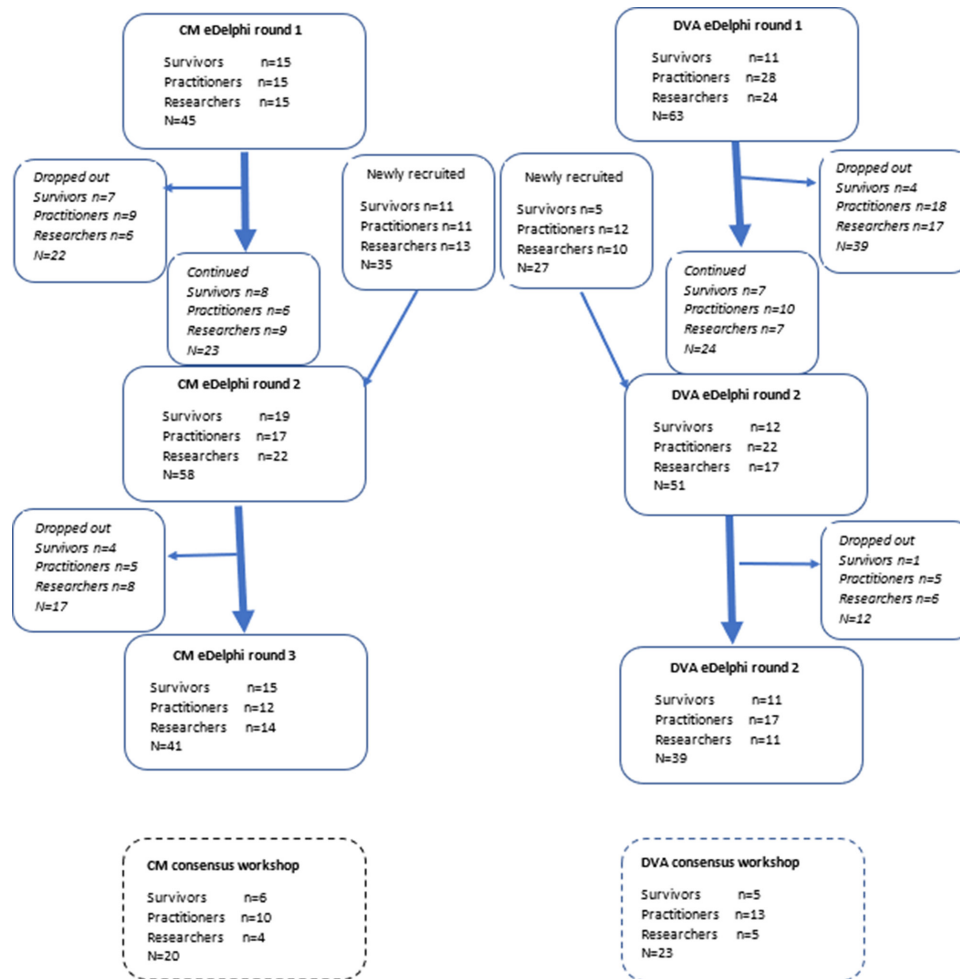 CM eDelphi round 1
Survivors n=15
Practitioners n=15
Researchers n=15
N=45
DVA eDelphi round 1
Survivors n=11
Practitioners n=28
Researchers n=24
N=63
Dropped out
Survivors n=7
Practitioners n=9
Researchers n=6
N=22
Newly recruited
Survivors n=11
Practitioners n=11
Researchers n=13
N=35
Newly recruited
Survivors n=5
Practitioners n=12
Researchers n=10
N=27
Dropped out
Survivors n=4
Practitioners n=18
Researchers n=17
N=39
Continued
Survivors n=8
Practitioners n=6
Researchers n=9
N=23
Continued
Survivors n=7
Practitioners n=10
Researchers n=7
N=24
CM eDelphi round 2
Survivors n=19
Practitioners n=17
Researchers n=22
N=58
DVA eDelphi round 2
Survivors n=12
Practitioners n=22
Researchers n=17
N=51
Dropped out
Survivors n=4
Practitioners n=5
Researchers n=8
N=17
Dropped out
Survivors n=1
Practitioners n=5
Researchers n=6
N=12
CM eDelphi round 3
Survivors n=15
Practitioners n=12
Researchers n=14
N=41
DVA eDelphi round 2
Survivors n=11
Practitioners n=17
Researchers n=11
N=39
CM consensus workshop
Survivors n=6
Practitioners n=10
Researchers n=4
N=20
DVA consensus workshop
Survivors n=5
Practitioners n=13
Researchers n=5
N=23